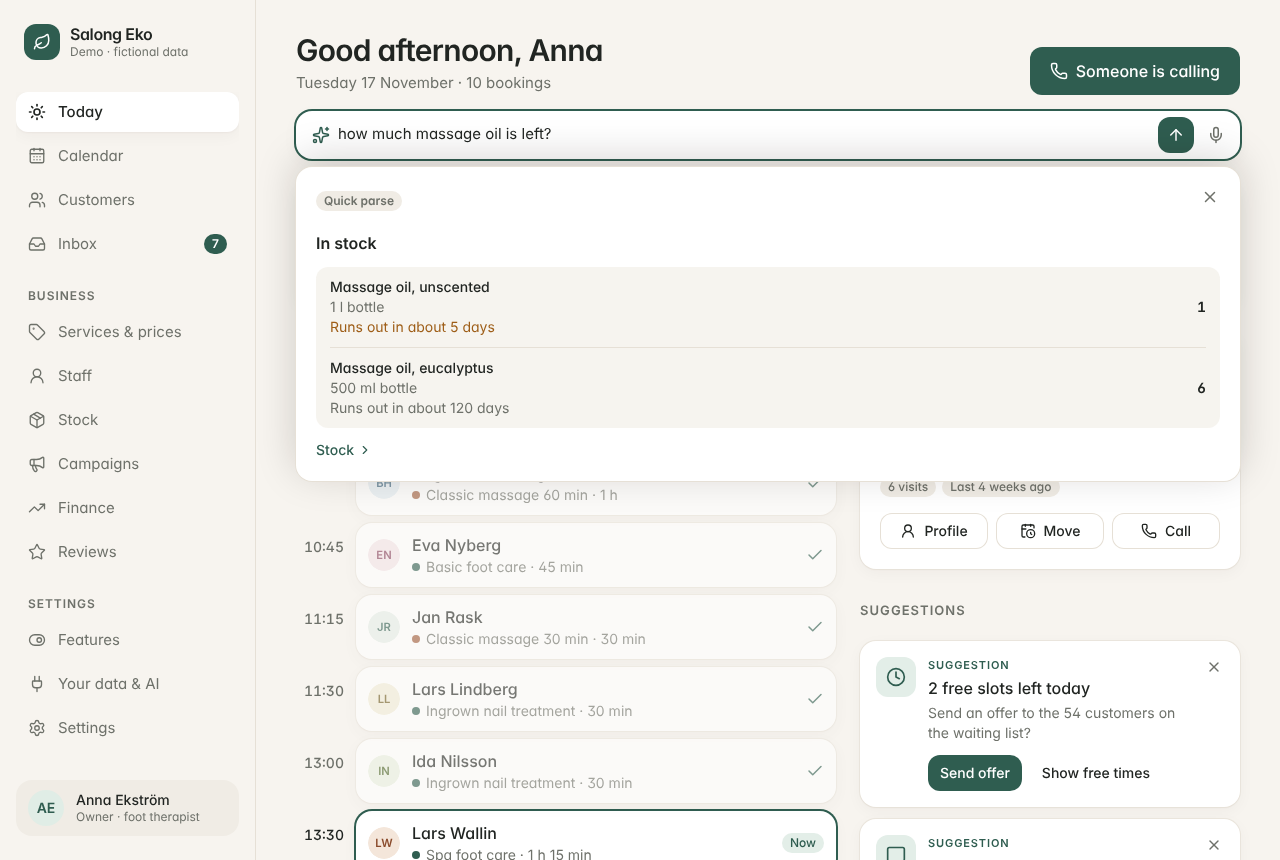 Salong Eko
Demo · fictional data
Today
Calendar
Customers
Inbox
7
BUSINESS
Services & prices
Staff
Stock
Campaigns
Finance
Reviews
SETTINGS
Features
Your data & AI
Settings
AE
Anna Ekström
Owner · foot therapist
Good afternoon, Anna
Tuesday 17 November · 10 bookings
Someone is calling
how much massage oil is left?
Quick parse
In stock
Massage oil, unscented
1 l bottle
1
Runs out in about 5 days
Massage oil, eucalyptus
500 ml bottle
6
Runs out in about 120 days
Stock
BH
Classic massage 60 min · 1 h
10:45
EN
Eva Nyberg
Basic foot care · 45 min
11:15
JR
Jan Rask
Classic massage 30 min · 30 min
11:30
LL
Lars Lindberg
Ingrown nail treatment · 30 min
13:00
IN
Ida Nilsson
Ingrown nail treatment · 30 min
13:30
LW
Lars Wallin
Now
Spa foot care · 1 h 15 min
6 visits
Last 4 weeks ago
Profile
Move
Call
SUGGESTIONS
SUGGESTION
2 free slots left today
Send an offer to the 54 customers on
the waiting list?
Send offer
Show free times
SUGGESTION